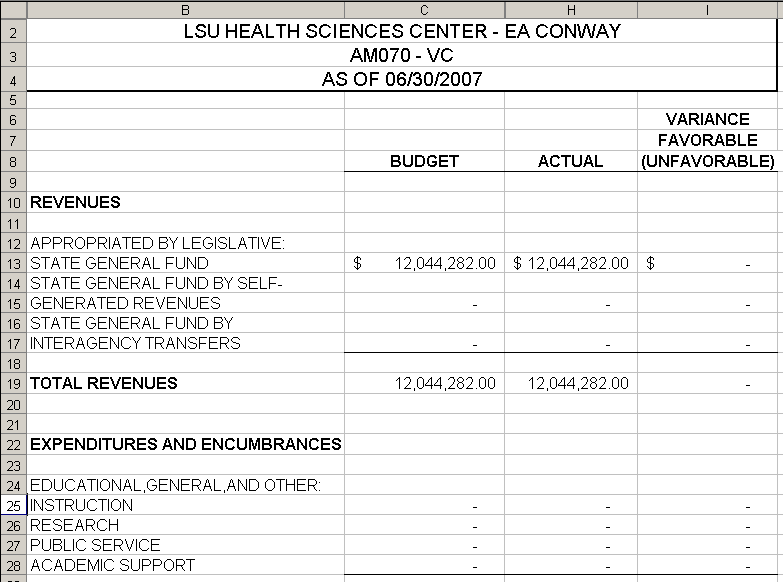 B C H I
2 LSU HEALTH SCIENCES CENTER - EA CONWAY
3 AM070 - VC
4 AS OF 06/30/2007
5
6 VARIANCE
7 FAVORABLE
8 BUDGET ACTUAL (UNFAVORABLE)
9
10 REVENUES
11
12 APPROPRIATED BY LEGISLATIVE:
13 STATE GENERAL FUND $ 12,044,282.00 $ 12,044,282.00 $ -
14 STATE GENERAL FUND BY SELF-
15 GENERATED REVENUES - - -
16 STATE GENERAL FUND BY
17 INTERAGENCY TRANSFERS - - -
18
19 TOTAL REVENUES 12,044,282.00 12,044,282.00 -
20
21
22 EXPENDITURES AND ENCUMBRANCES
23
24 EDUCATIONAL,GENERAL,AND OTHER:
25 INSTRUCTION - - -
26 RESEARCH - - -
27 PUBLIC SERVICE - - -
28 ACADEMIC SUPPORT - - -